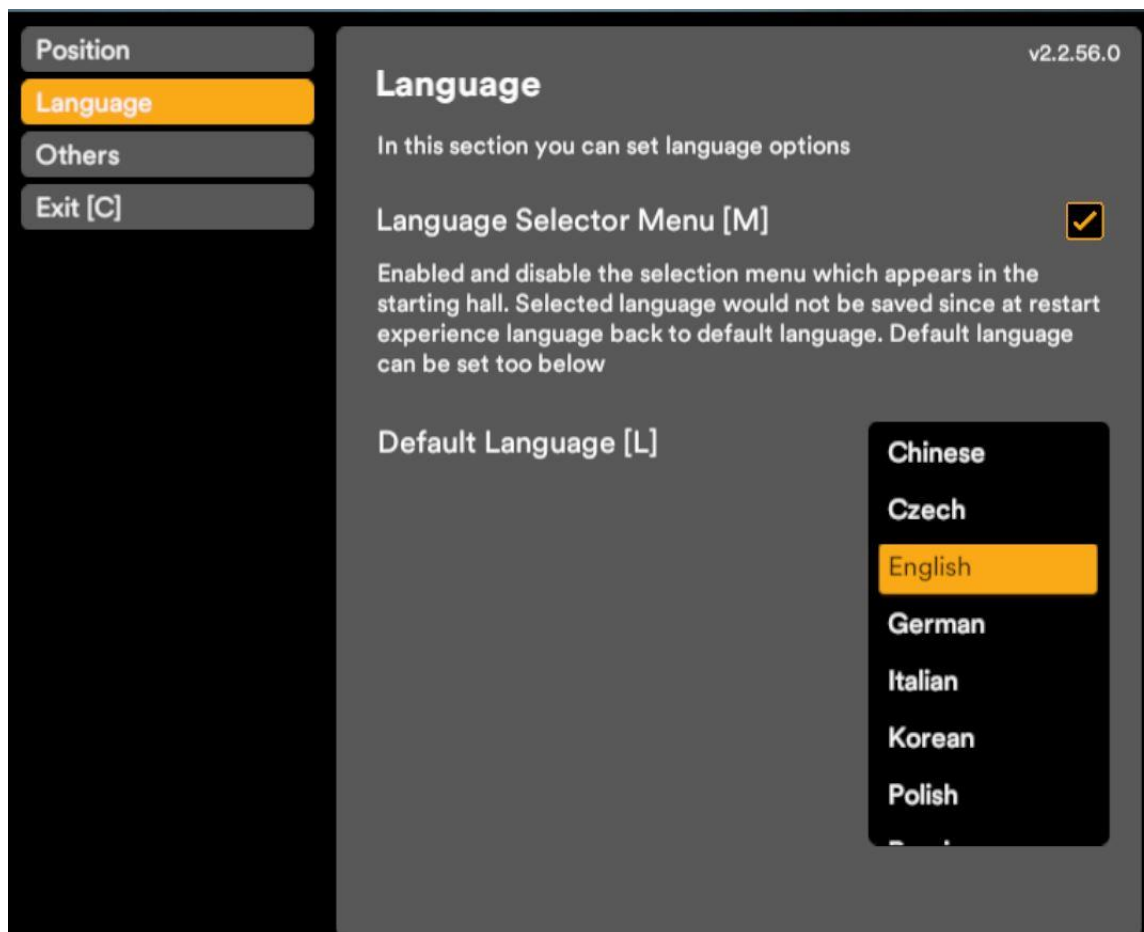 Position
Language
Others
Exit [C]
v2.2.56.0
Language
In this section you can set language options
Language Selector Menu [M]
Enabled and disable the selection menu which appears in the
starting hall. Selected language would not be saved since at restart
experience language back to default language. Default language
can be set too below
Default Language [L]
Chinese
Czech
English
German
Italian
Korean
Polish